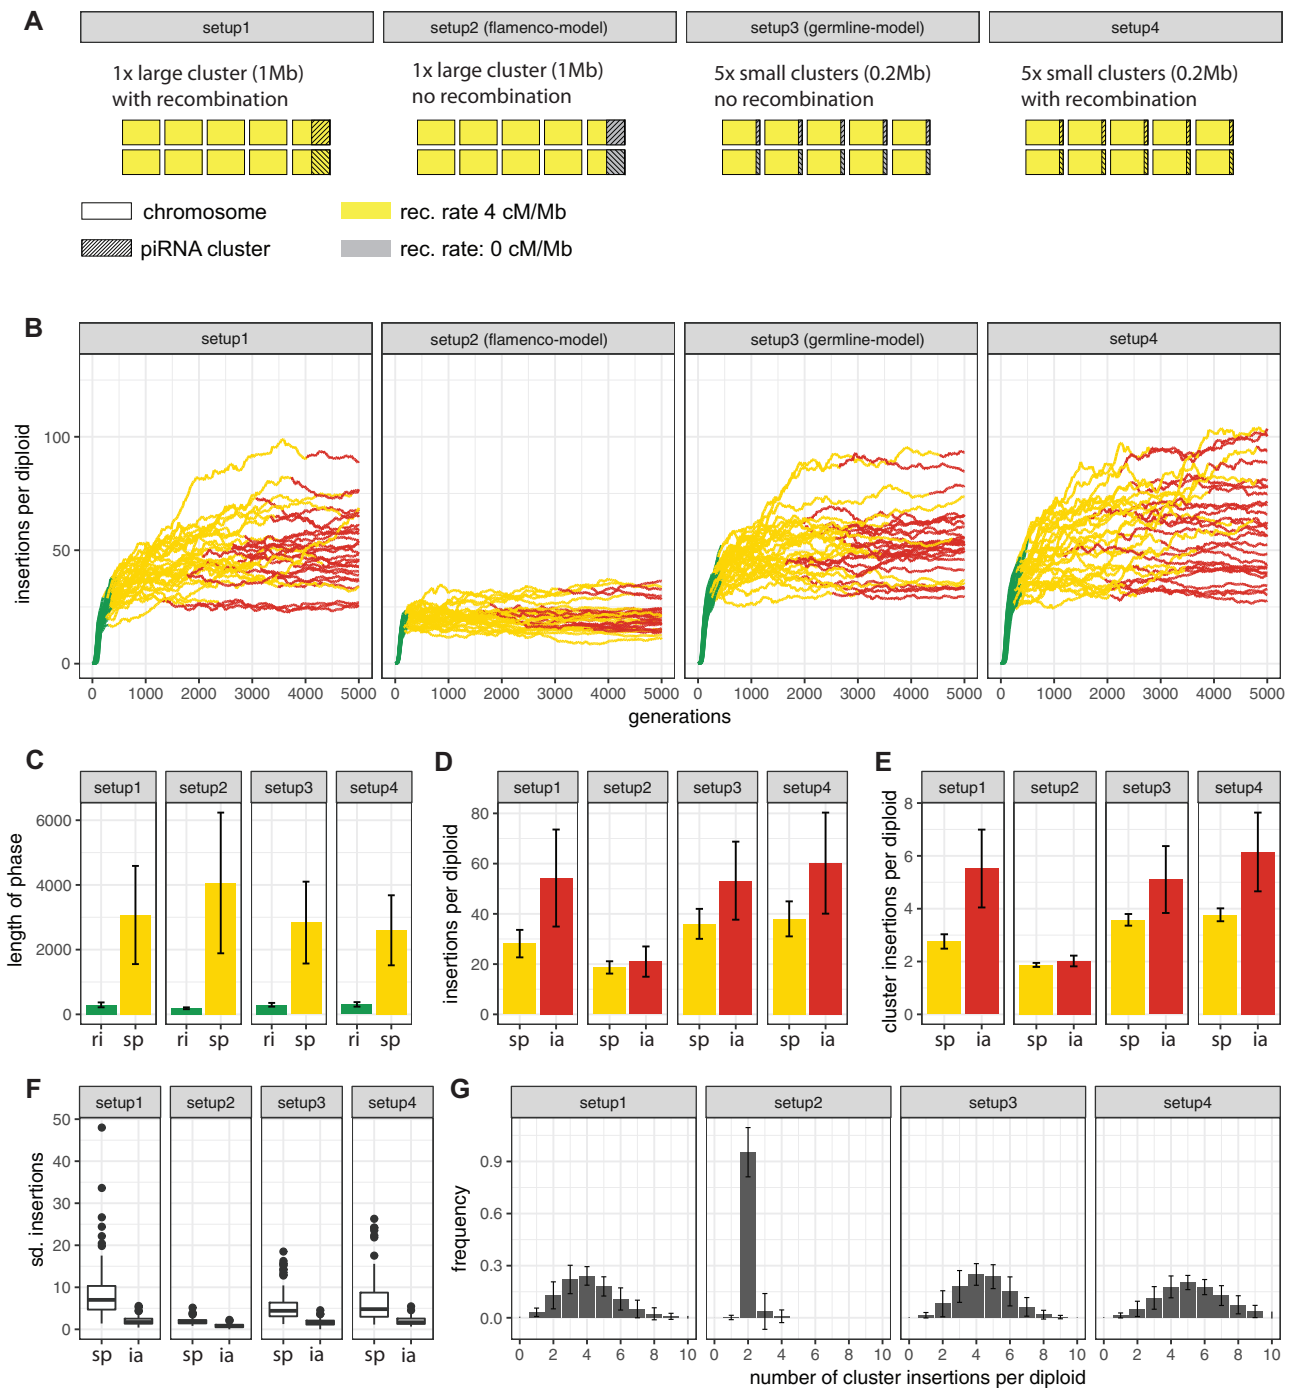 A
setup1
setup2 (flamenco-model)
setup3 (germline-model)
setup4
1x large cluster (1Mb)
with recombination
1x large cluster (1Mb)
no recombination
5x small clusters (0.2Mb)
no recombination
5x small clusters (0.2Mb)
with recombination
chromosome
rec. rate 4 cM/Mb
piRNA cluster
rec. rate: 0 cM/Mb
B
setup1
setup2 (flamenco-model)
setup3 (germline-model)
setup4
insertions per diploid
100
50
0
0 1000 2000 3000 4000 5000
0 1000 2000 3000 4000 5000
0 1000 2000 3000 4000 5000
0 1000 2000 3000 4000 5000
generations
C
setup1 setup2 setup3 setup4
length of phase
6000
4000
2000
0
ri sp ri sp ri sp ri sp
D
setup1 setup2 setup3 setup4
insertions per diploid
80
60
40
20
0
sp ia sp ia sp ia sp ia
E
setup1 setup2 setup3 setup4
cluster insertions per diploid
8
6
4
2
0
sp ia sp ia sp ia sp ia
F
setup1 setup2 setup3 setup4
sd. insertions
50
40
30
20
10
0
sp ia sp ia sp ia sp ia
G
setup1 setup2 setup3 setup4
frequency
0.9
0.6
0.3
0.0
0 2 4 6 8 10
0 2 4 6 8 10
0 2 4 6 8 10
0 2 4 6 8 10
number of cluster insertions per diploid